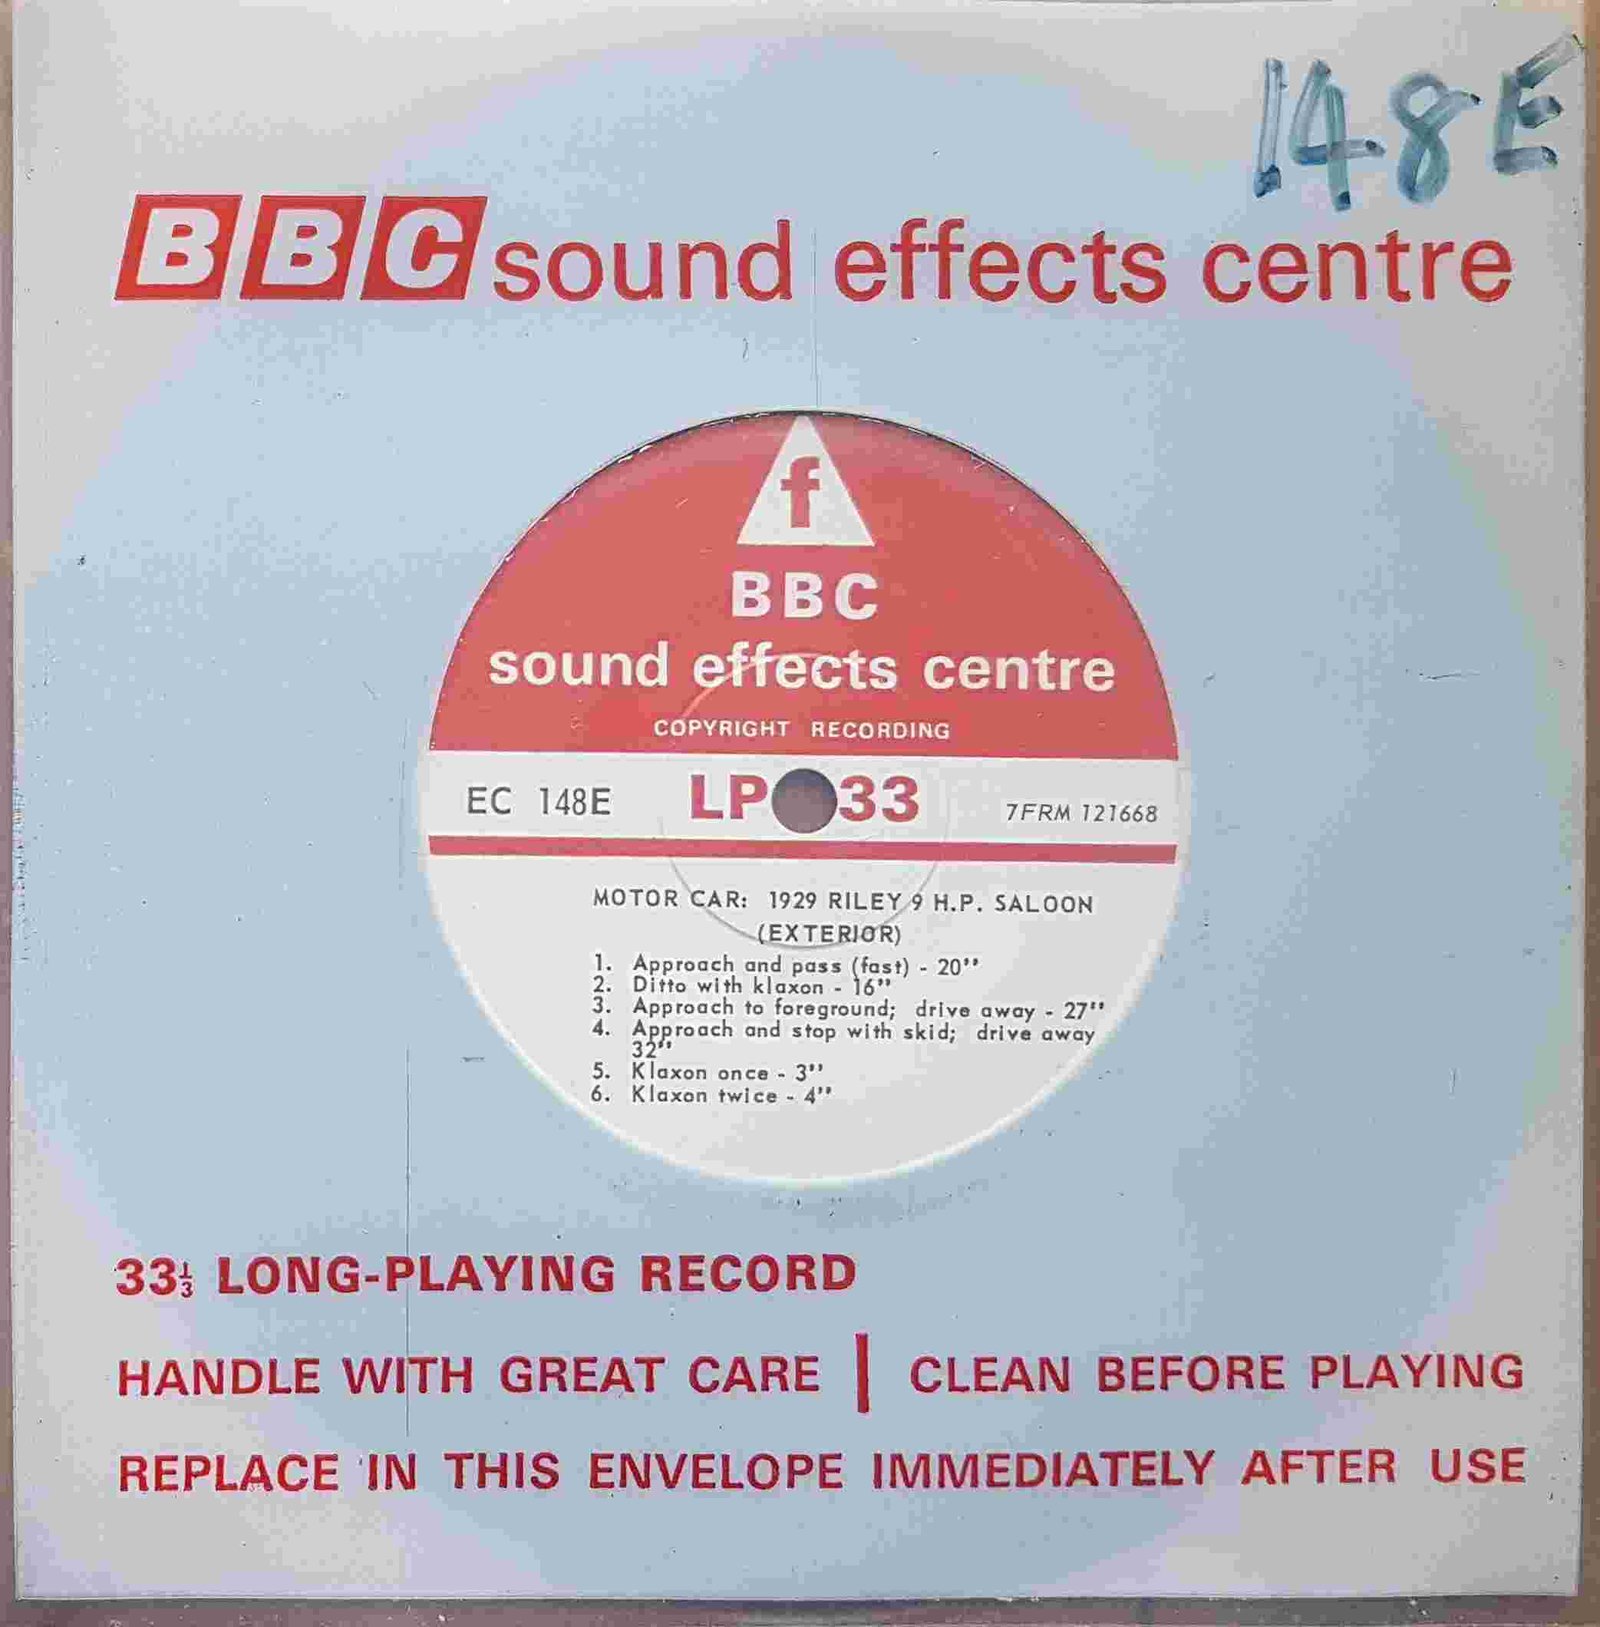 148E
BBC sound effects centre
f
BBC
sound effects centre
COPYRIGHT RECORDING
EC 148E LP 33 7FRM 121668
MOTOR CAR: 1929 RILEY 9 H.P. SALOON
(EXTERIOR)
1. Approach and pass (fast) - 20''
2. Ditto with klaxon - 16''
3. Approach to foreground; drive away - 27''
4. Approach and stop with skid; drive away
32''
5. Klaxon once - 3''
6. Klaxon twice - 4''
33⅓ LONG-PLAYING RECORD
HANDLE WITH GREAT CARE | CLEAN BEFORE PLAYING
REPLACE IN THIS ENVELOPE IMMEDIATELY AFTER USE